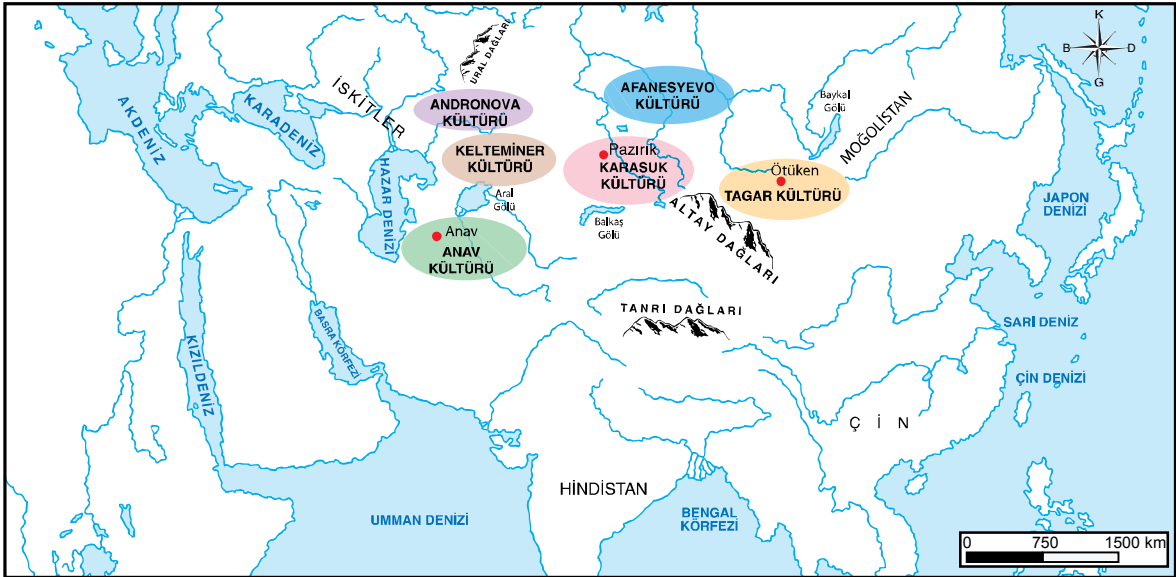 K
B
D
G
URAL DAĞLARI
İSKİTLER
AKDENİZ
KARADENİZ
ANDRONOVA
KÜLTÜRÜ
AFANESYEVO
KÜLTÜRÜ
Baykal
Gölü
MOĞOLİSTAN
KELTEMİNER
KÜLTÜRÜ
Pazırik
KARASUK
KÜLTÜRÜ
Ötüken
TAGAR KÜLTÜRÜ
HAZAR DENİZİ
Aral
Gölü
Balkaş
Gölü
ALTAY DAĞLARI
JAPON
DENİZİ
Anav
ANAV
KÜLTÜRÜ
TANRI DAĞLARI
KIZILDENİZ
BASRA KÖRFEZİ
SARI DENİZ
ÇİN DENİZİ
ÇİN
HİNDİSTAN
UMMAN DENİZİ
BENGAL
KÖRFEZİ
0 750 1500 km